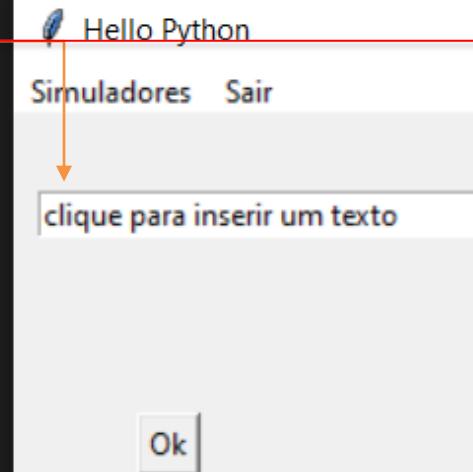 Hello Python
Simuladores Sair
clique para inserir um texto
Ok